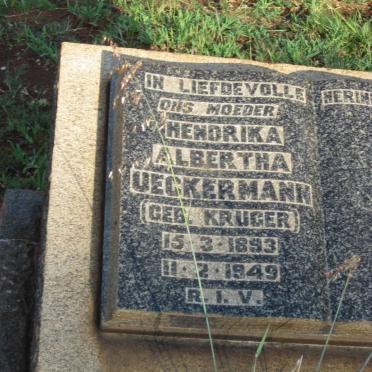 IN LIEFDEVOLLE HERIN
ONS MOEDER
HENDRIKA
ALBERTHA
UECKERMANN
(GEB. KRUGER)
15-3-1893
11-2-1949
R.I.V.